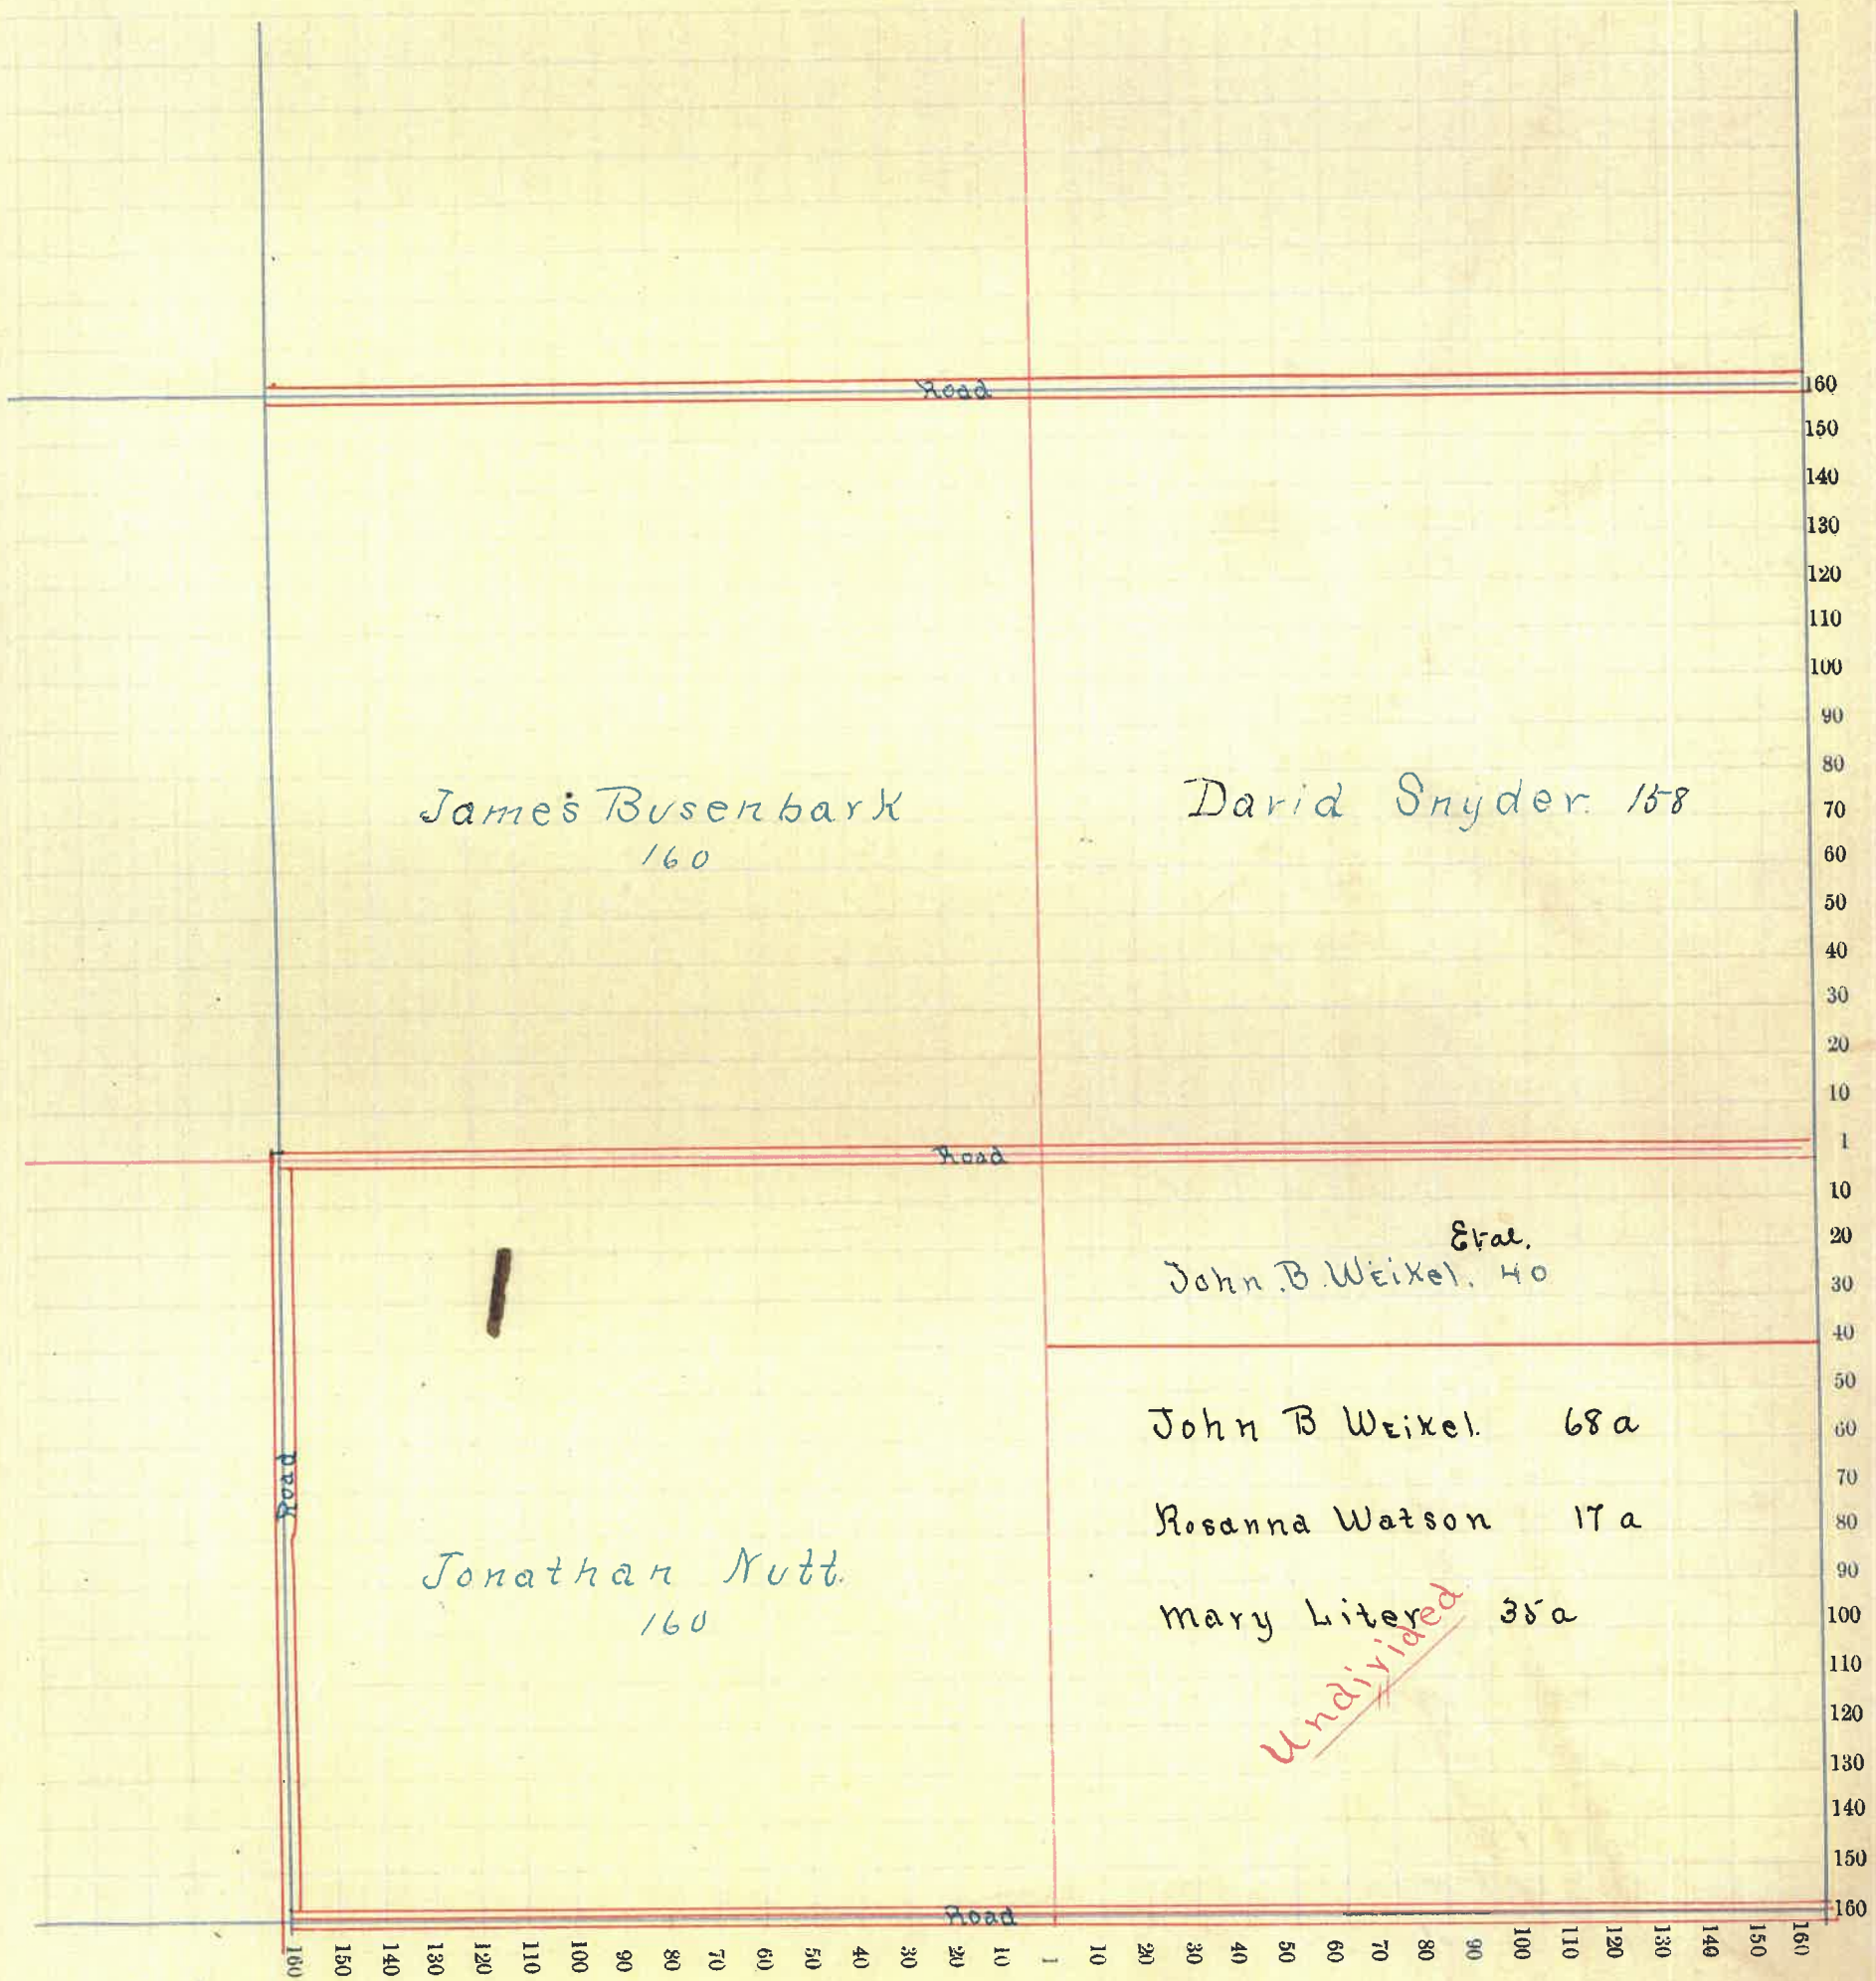 Road
160
150
140
130
120
110
100
90
80
70
60
50
40
30
20
10
1
James Busenbark
160
David Snyder. 158
Road
10
20
30
40
50
60
70
80
90
100
110
120
130
140
150
160
Et al.
John .B. Weikel. 40
John B Weikel. 68 a
Rosanna Watson 17 a
Mary Liter 35 a
Undivided
Road
Jonathan Nutt.
160
Road
160 150 140 130 120 110 100 90 80 70 60 50 40 30 20 10 1 10 20 30 40 50 60 70 80 90 100 110 120 130 140 150 160